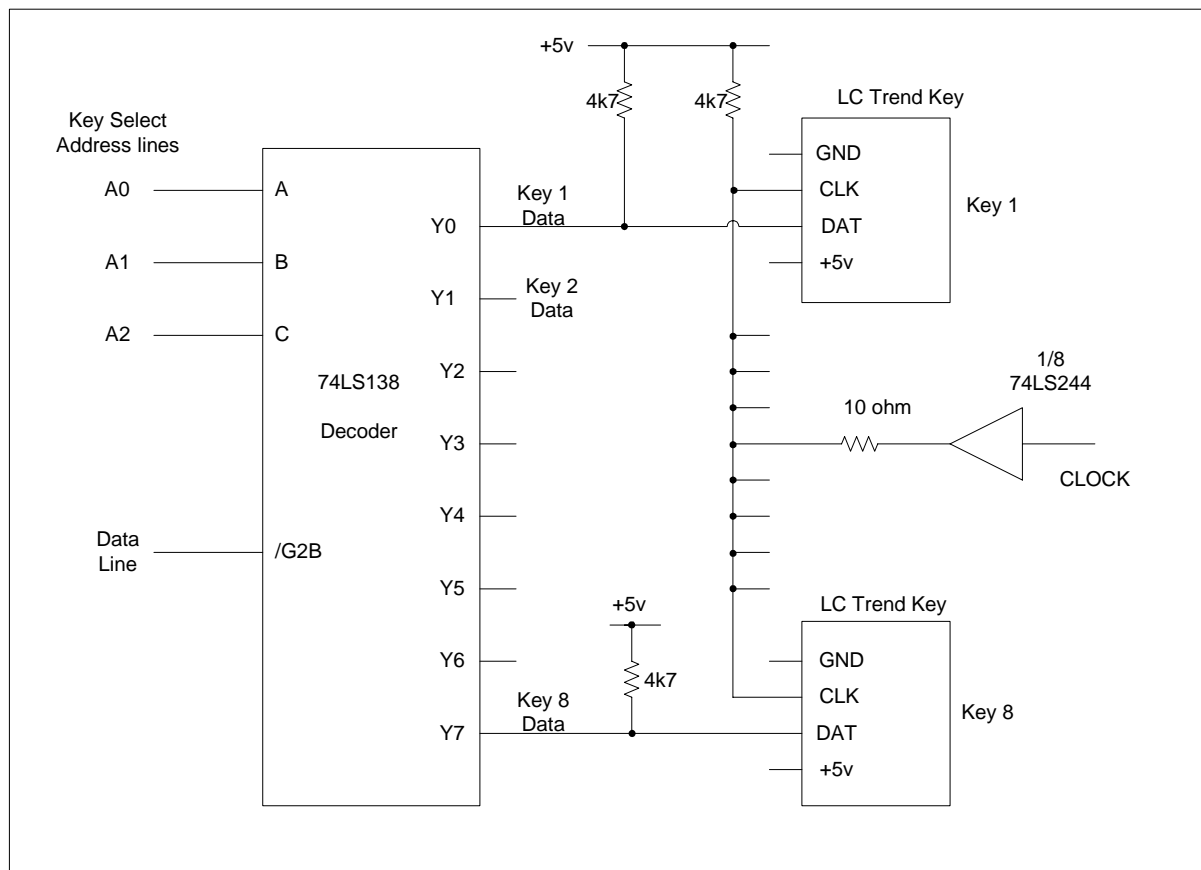 +5v
4k7
4k7
LC Trend Key
Key Select
Address lines
GND
A0
A
Key 1
Data
CLK
Key 1
Y0
DAT
A1
B
+5v
Y1
Key 2
Data
A2
C
1/8
74LS244
Y2
74LS138
10 ohm
Decoder
Y3
CLOCK
Y4
Data
Line
/G2B
Y5
+5v
LC Trend Key
Y6
GND
4k7
CLK
Key 8
Data
Key 8
Y7
DAT
+5v